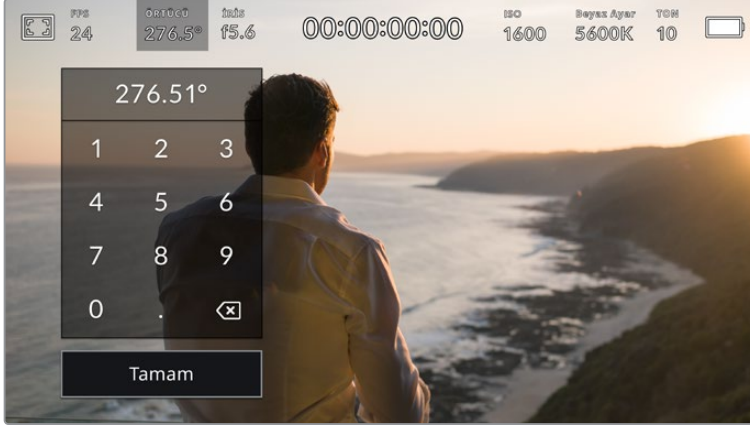 FPS
24
ÖRTÜCÜ
276.5°
İRİS
f5.6
00:00:00:00
ISO
1600
Beyaz Ayar
5600K
TON
10
276.51°
1 2 3
4 5 6
7 8 9
0 .
Tamam